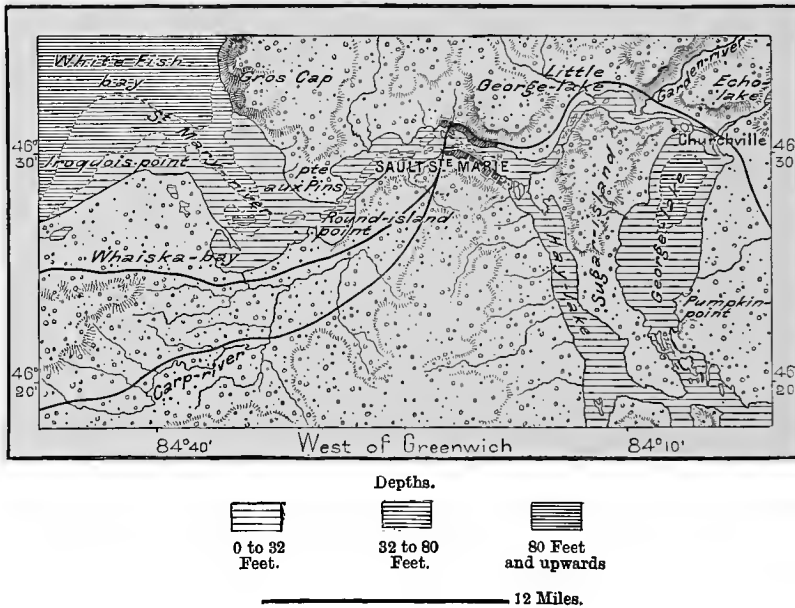 White Fish
bay
Gros Cap
Little
George-lake
Garden-river
Echo-
lake
46°
30'
St Mary-river
Iroquois-point
pte
aux Pins
SAULT STE MARIE
Churchville
46°
30
Round-island
point
Whaiska-bay
Hay-lake
Sugar-island
George-lake
Pumpkin-
point
Carp-river
46°
20'
46°
20'
84°40'
West of Greenwich
84°10'
Depths.
0 to 32
Feet.
32 to 80
Feet.
80 Feet
and upwards
12 Miles.